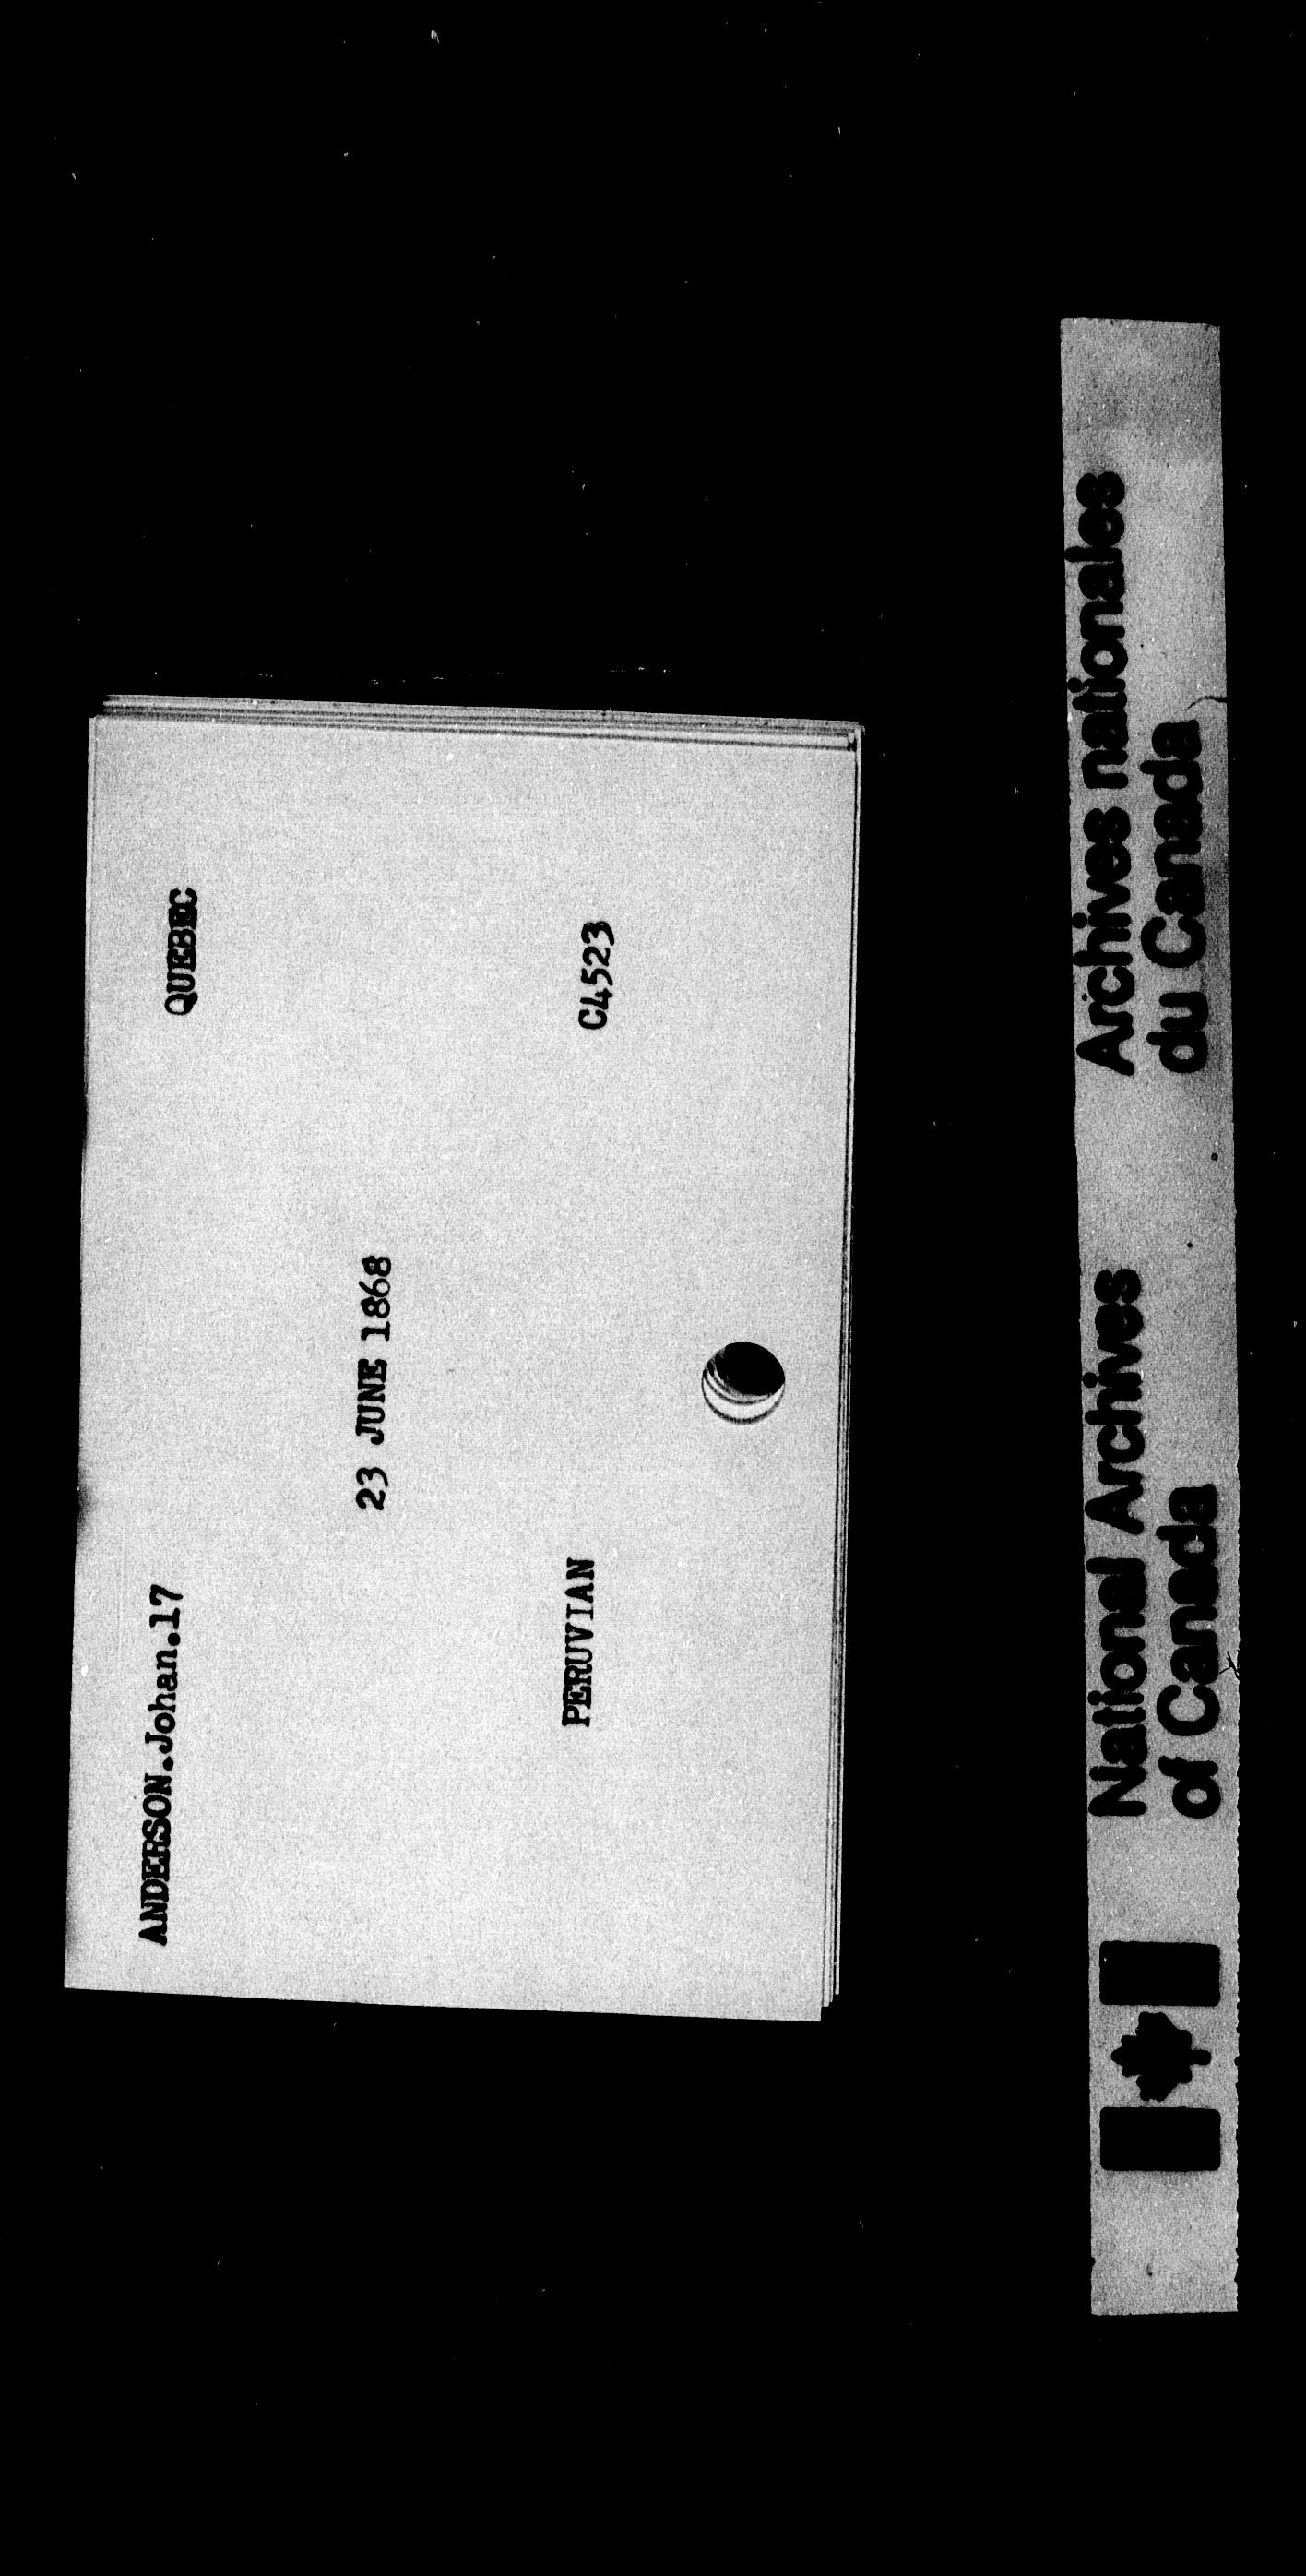 ANDERSON.Johan.17 QUEBEC
23 JUNE 1868
PERUVIAN C4523
National Archives
of Canada
Archives nationales
du Canada